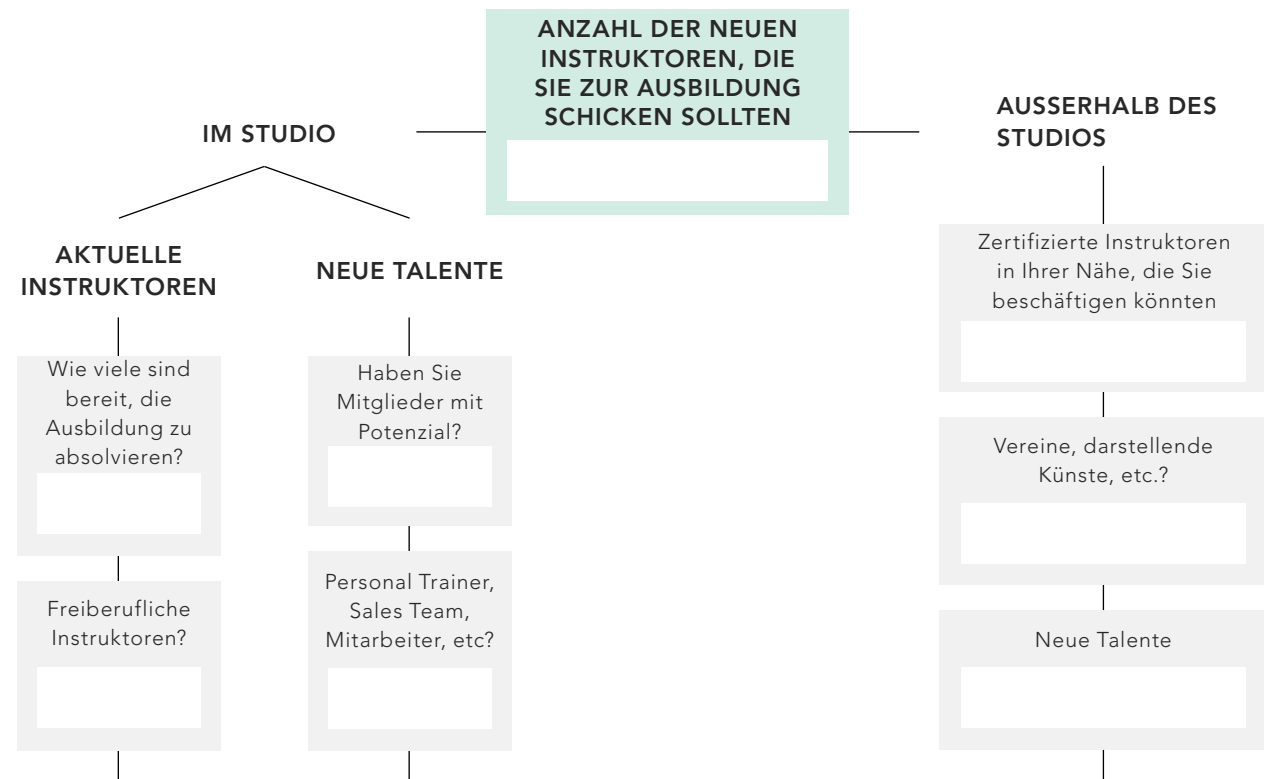 ANZAHL DER NEUEN
INSTRUKTOREN, DIE
SIE ZUR AUSBILDUNG
SCHICKEN SOLLTEN
IM STUDIO
AKTUELLE
INSTRUKTOREN
Wie viele sind
bereit, die
Ausbildung zu
absolvieren?
Freiberufliche
Instruktoren?
NEUE TALENTE
Haben Sie
Mitglieder mit
Potenzial?
Personal Trainer,
Sales Team,
Mitarbeiter, etc?
AUSSERHALB DES
STUDIOS
Zertifizierte Instruktoren
in Ihrer Nähe, die Sie
beschäftigen könnten
Vereine, darstellende
Künste, etc.?
Neue Talente